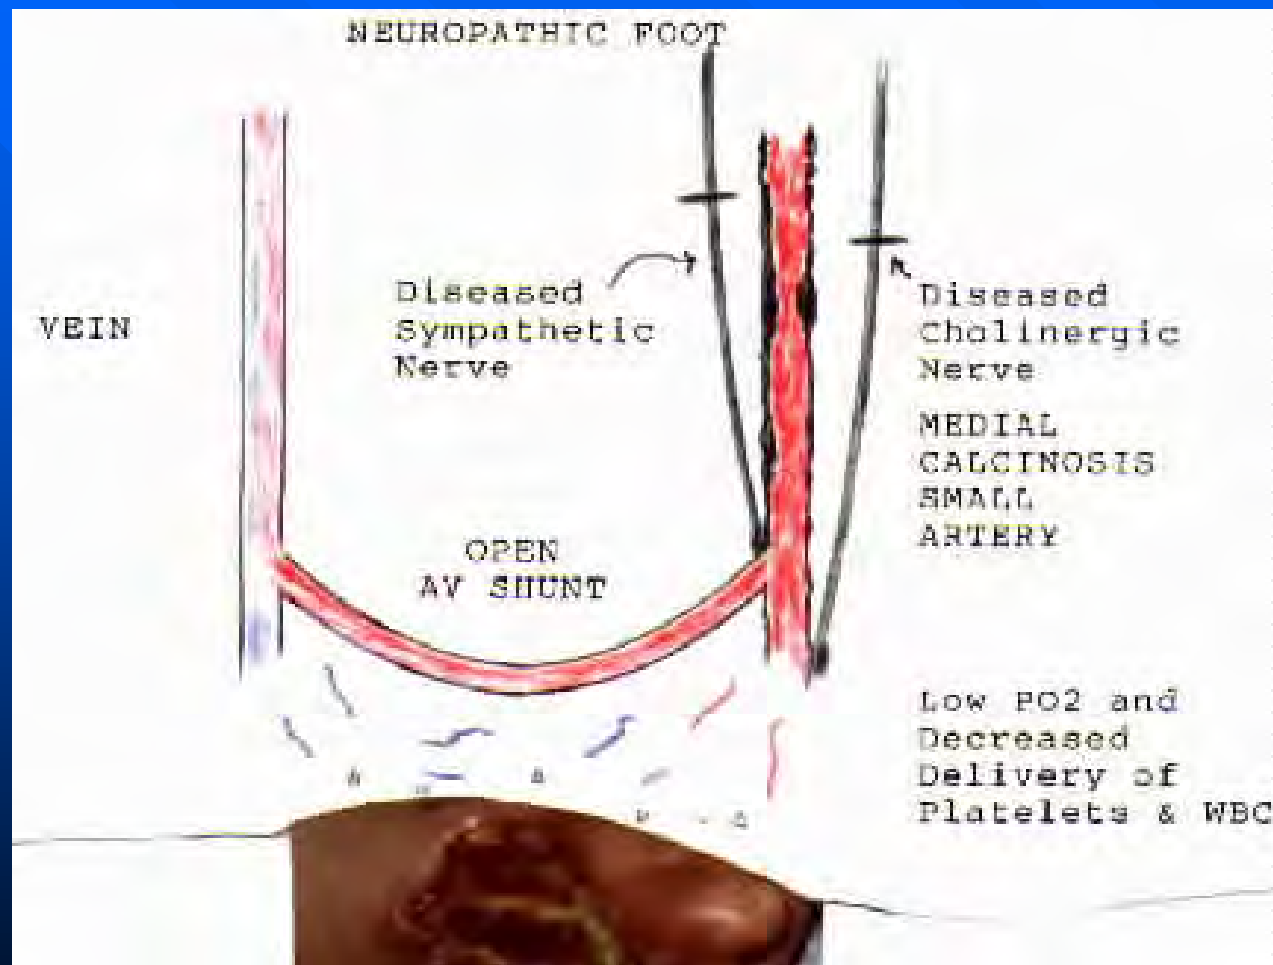 NEUROPATHIC FOOT
VEIN
Diseased
Sympathetic
Nerve
Diseased
Cholinergic
Nerve
MEDIAL
CALCINOSIS
SMALL
ARTERY
OPEN
AV SHUNT
Low PO2 and
Decreased
Delivery of
Platelets & WBC